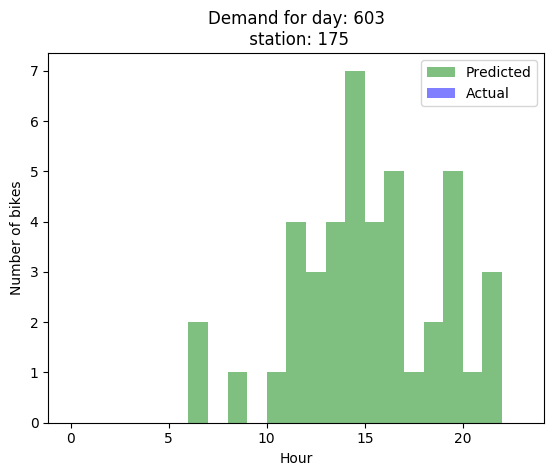 Demand for day: 603
station: 175
Predicted
Actual
7
6
5
4
3
2
1
0
Number of bikes
0 5 10 15 20
Hour